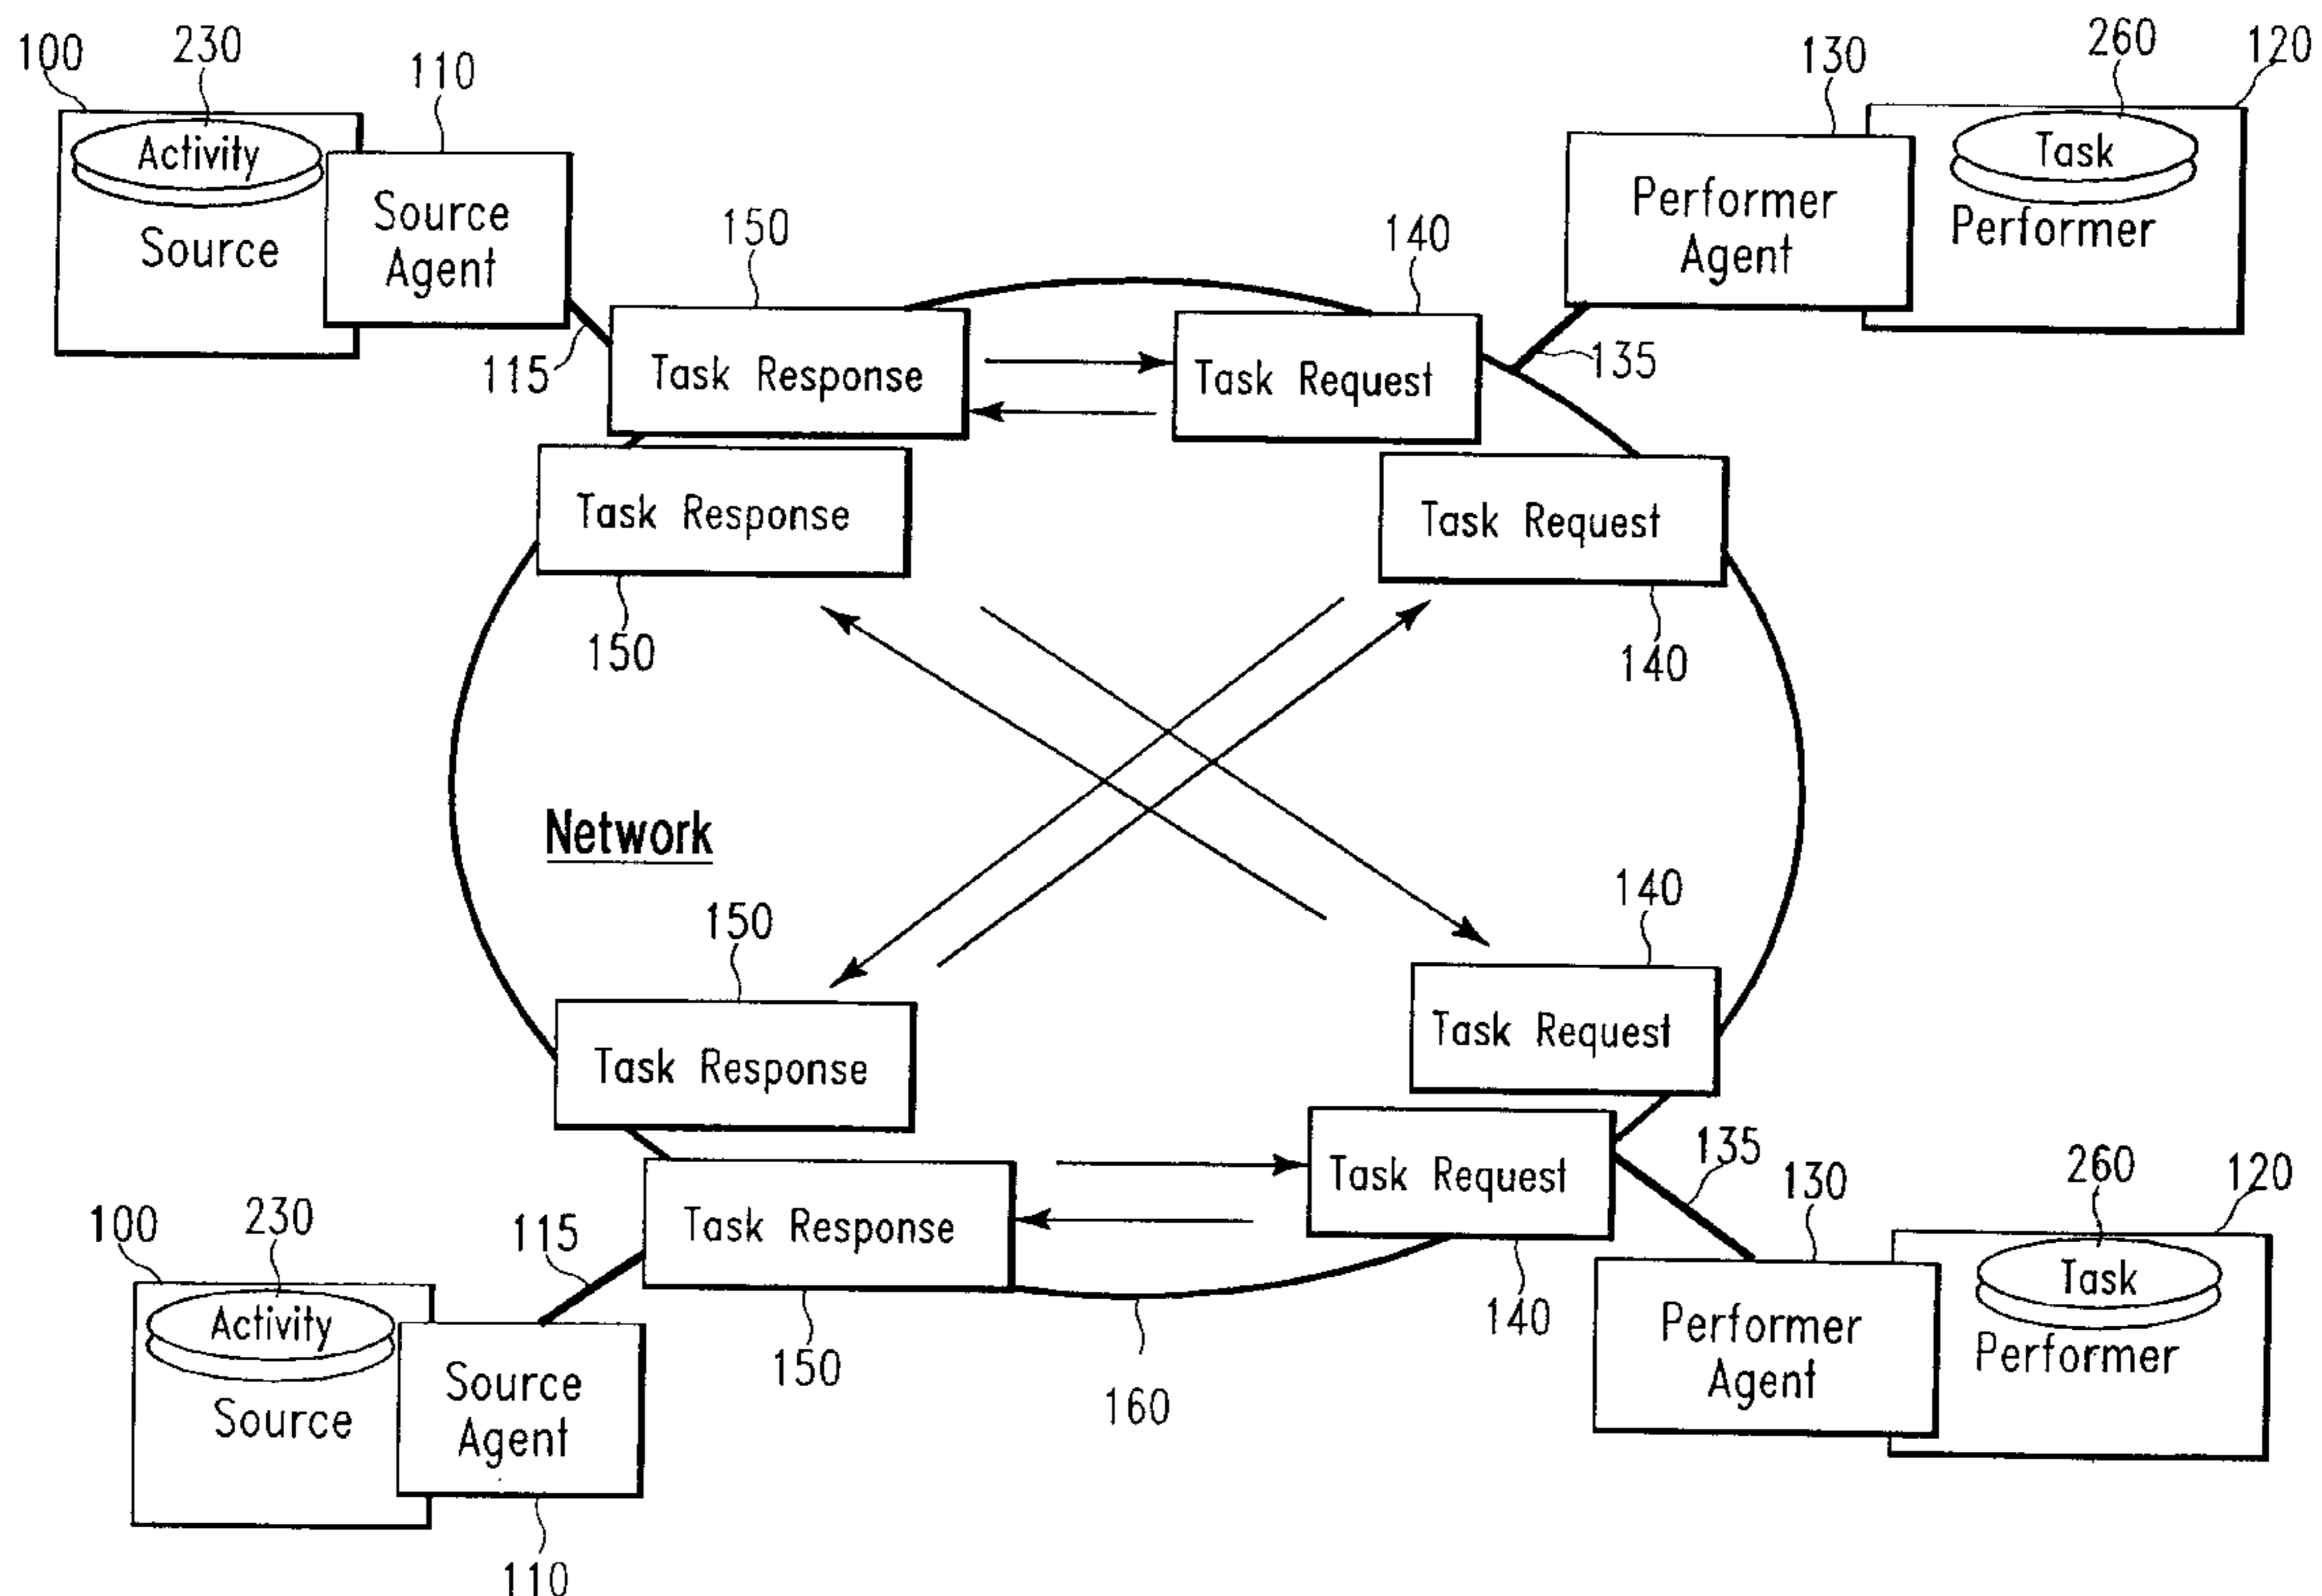 100
230
110
130
260
120
Activity
Source
Source
Agent
Performer
Agent
Task
Performer
115
150
140
135
Task Response
Task Request
Task Response
Task Request
150
140
Network
150
140
Task Response
Task Request
Task Response
Task Request
100
230
115
150
160
140
135
130
260
120
Activity
Source
Source
Agent
Performer
Agent
Task
Performer
110